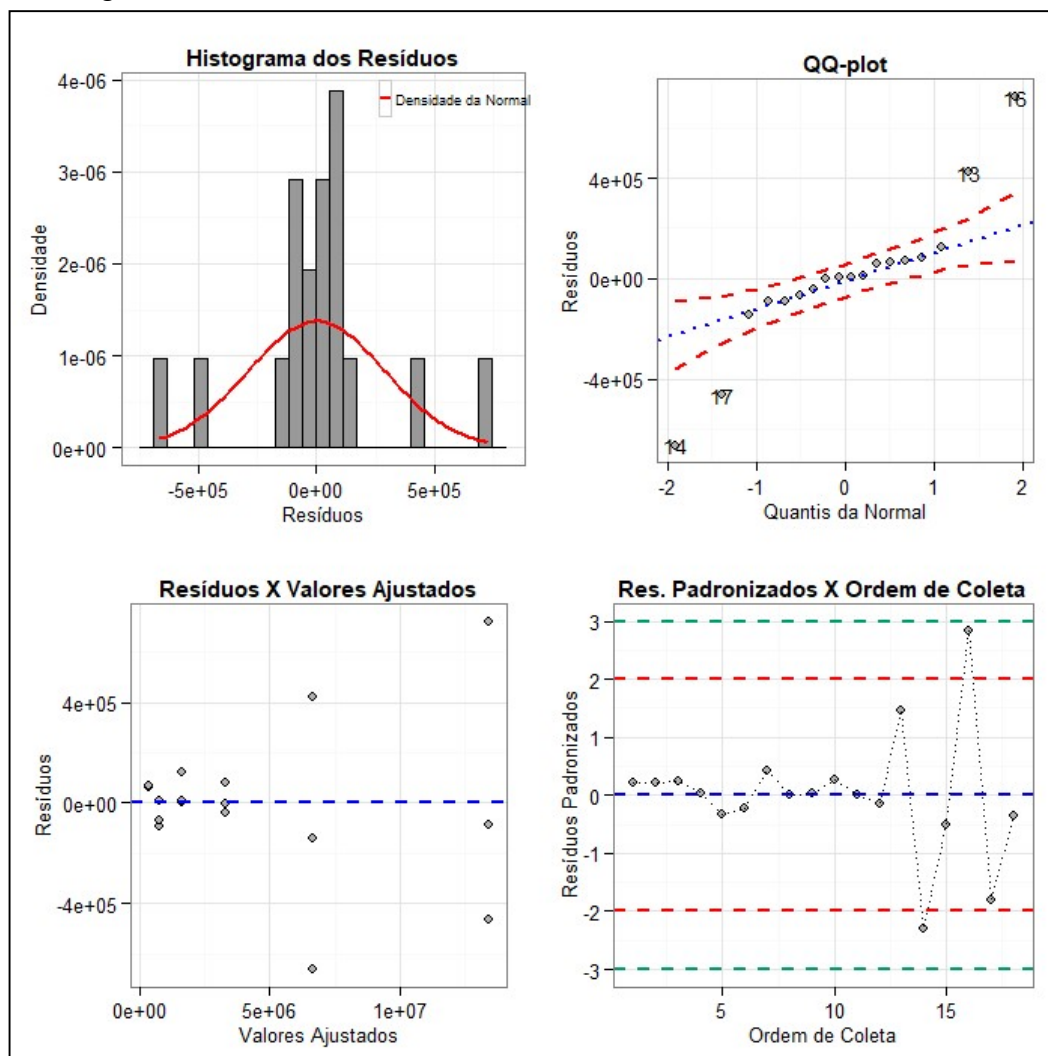 Histograma dos Resíduos
4e-06
3e-06
2e-06
1e-06
0e+00
Densidade
Densidade da Normal
-5e+05 0e+00 5e+05
Resíduos
QQ-plot
4e+05
0e+00
-4e+05
Resíduos
16
13
17
14
-2 -1 0 1 2
Quantis da Normal
Resíduos X Valores Ajustados
4e+05
0e+00
-4e+05
Resíduos
0e+00 5e+06 1e+07
Valores Ajustados
Res. Padronizados X Ordem de Coleta
3
2
1
0
-1
-2
-3
Resíduos Padronizados
5 10 15
Ordem de Coleta